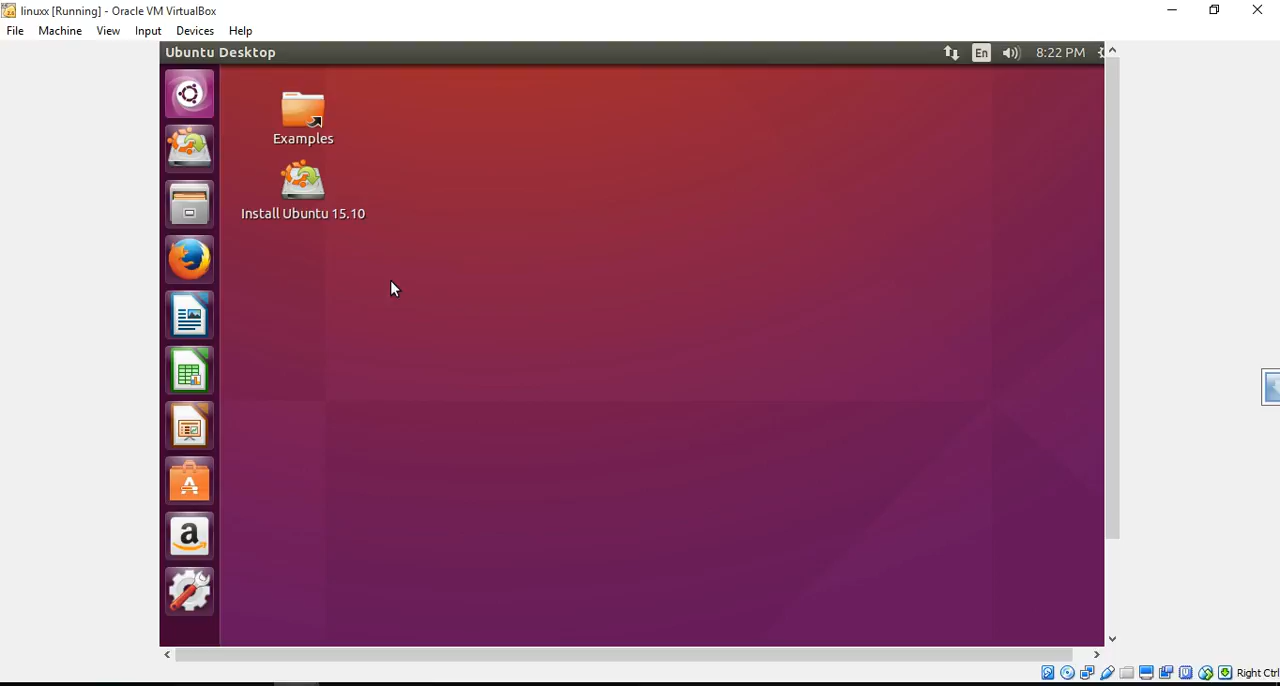 linuxx [Running] - Oracle VM VirtualBox
File Machine View Input Devices Help
Ubuntu Desktop En 8:22 PM
Examples
Install Ubuntu 15.10
a
Right Ctrl